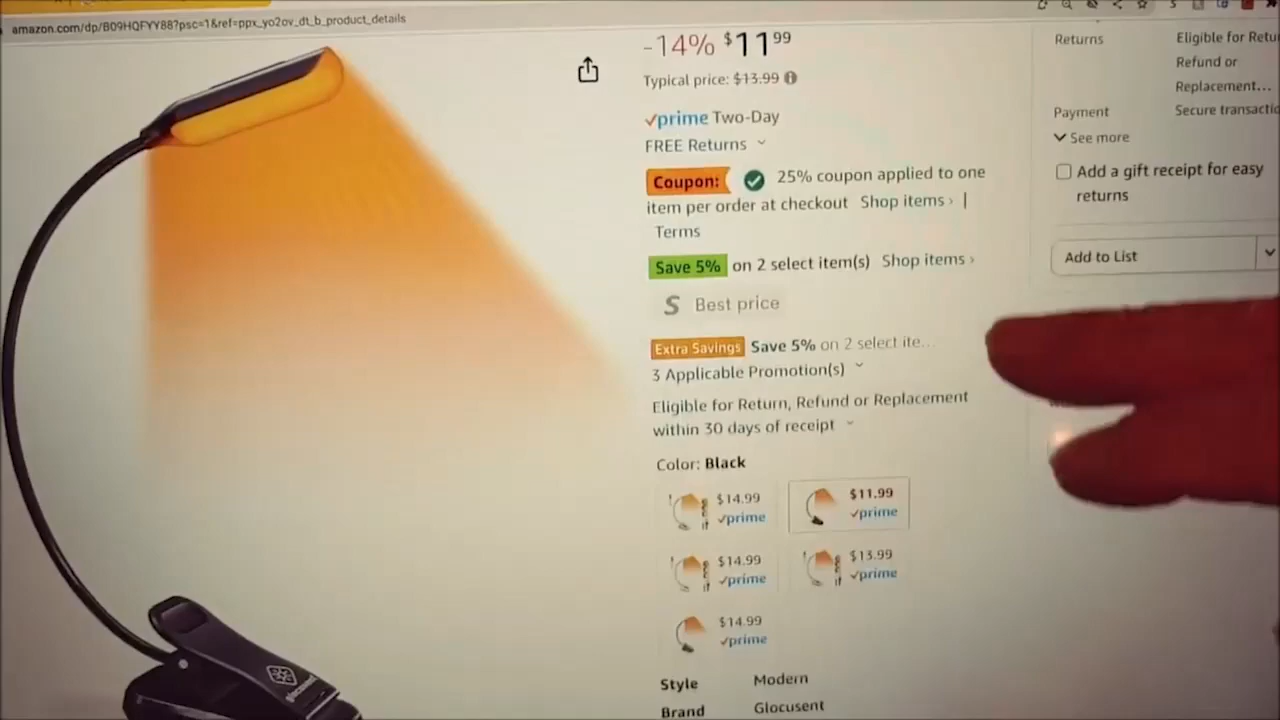 amazon.com/dp/B09HQFYY88?psc=1&ref=ppx_yo2ov_dt_b_product_details
-14% $11 99
Typical price: $13.99
prime Two-Day
FREE Returns
Coupon: 25% coupon applied to one
item per order at checkout Shop items › |
Terms
Save 5% on 2 select item(s) Shop items ›
S Best price
Extra Savings Save 5% on 2 select ite...
3 Applicable Promotion(s)
Eligible for Return, Refund or Replacement
within 30 days of receipt
Color: Black
$14.99
prime
$11.99
prime
$14.99
prime
$13.99
prime
$14.99
prime
Style Modern
Brand Glocusent
Returns Eligible for Retu
Refund or
Replacement...
Payment Secure transactio
See more
Add a gift receipt for easy
returns
Add to List
glocusent